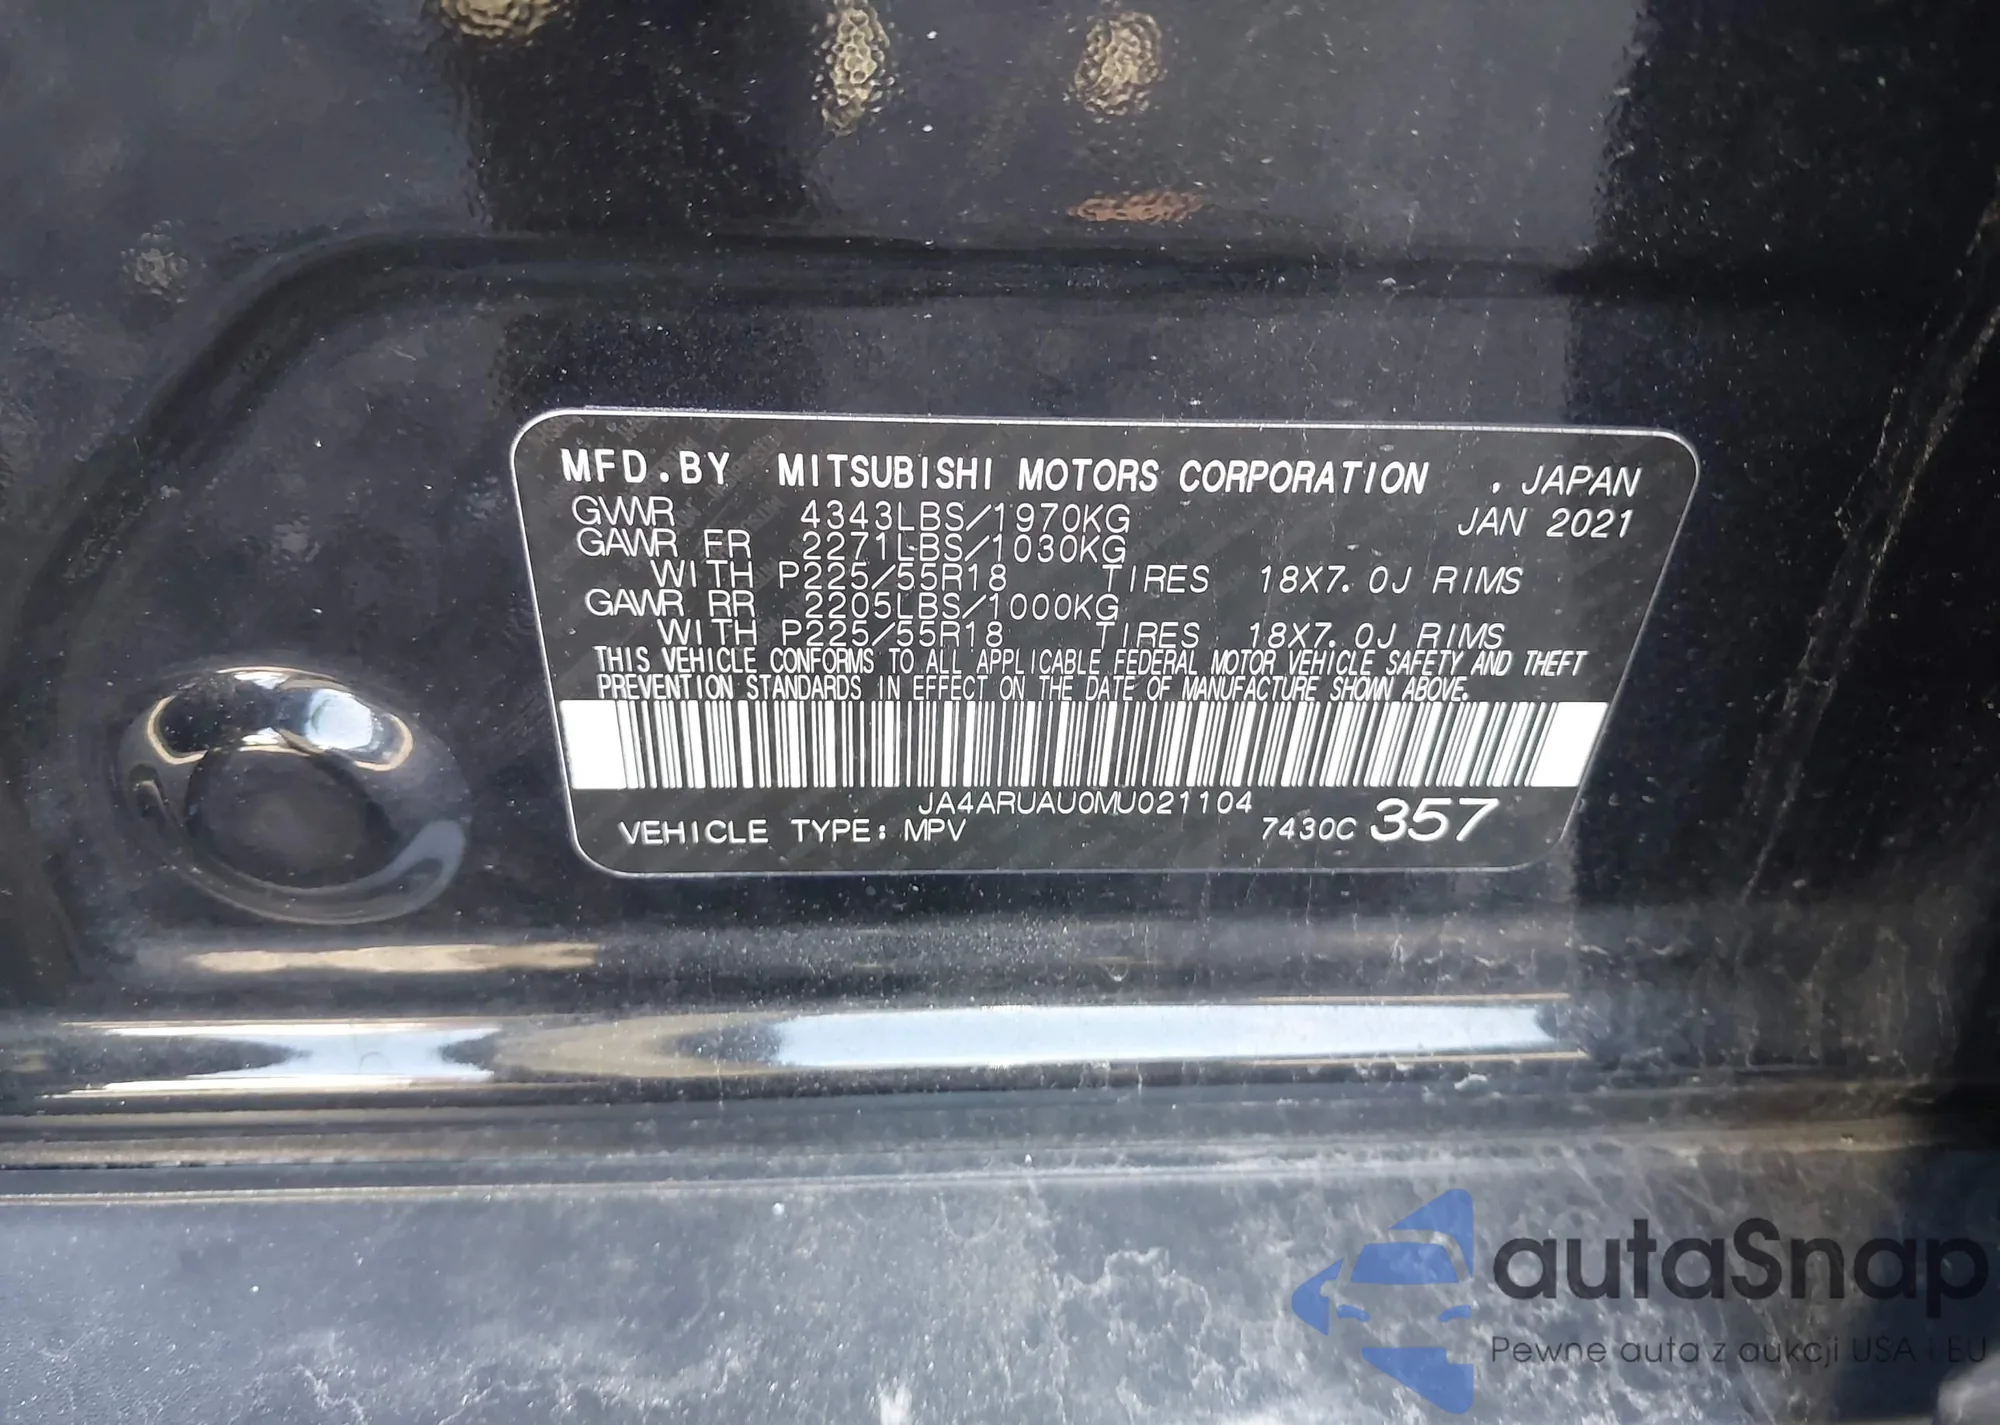 MFD.BY MITSUBISHI MOTORS CORPORATION . JAPAN
GVWR 4343LBS/1970KG JAN 2021
GAWR FR 2271LBS/1030KG
WITH P225/55R18 TIRES 18X7.0J RIMS
GAWR RR 2205LBS/1000KG
WITH P225/55R18 TIRES 18X7.0J RIMS
THIS VEHICLE CONFORMS TO ALL APPLICABLE FEDERAL MOTOR VEHICLE SAFETY AND THEFT
PREVENTION STANDARDS IN EFFECT ON THE DATE OF MANUFACTURE SHOWN ABOVE.
JA4ARUAU0MU021104
VEHICLE TYPE: MPV 7430C 357
autaSnap
Pewne auta z aukcji USA i EU